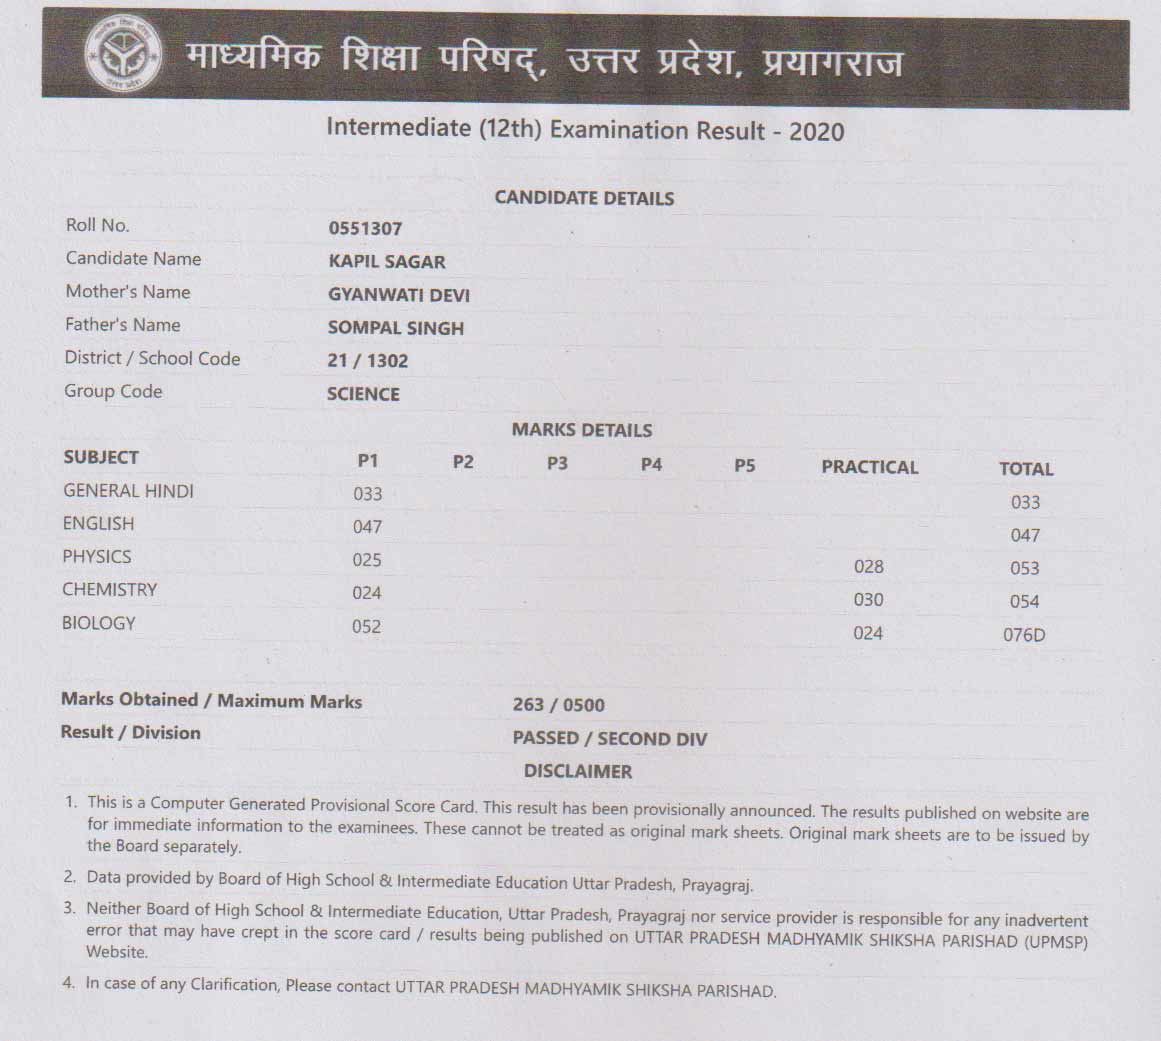 माध्यमिक शिक्षा परिषद्, उत्तर प्रदेश, प्रयागराज
Intermediate (12th) Examination Result - 2020
CANDIDATE DETAILS
Roll No. 0551307
Candidate Name KAPIL SAGAR
Mother's Name GYANWATI DEVI
Father's Name SOMPAL SINGH
District / School Code 21 / 1302
Group Code SCIENCE
MARKS DETAILS
SUBJECT P1 P2 P3 P4 P5 PRACTICAL TOTAL
GENERAL HINDI 033 033
ENGLISH 047 047
PHYSICS 025 028 053
CHEMISTRY 024 030 054
BIOLOGY 052 024 076D
Marks Obtained / Maximum Marks 263 / 0500
Result / Division PASSED / SECOND DIV
DISCLAIMER
1. This is a Computer Generated Provisional Score Card. This result has been provisionally announced. The results published on website are
for immediate information to the examinees. These cannot be treated as original mark sheets. Original mark sheets are to be issued by
the Board separately.
2. Data provided by Board of High School & Intermediate Education Uttar Pradesh, Prayagraj.
3. Neither Board of High School & Intermediate Education, Uttar Pradesh, Prayagraj nor service provider is responsible for any inadvertent
error that may have crept in the score card / results being published on UTTAR PRADESH MADHYAMIK SHIKSHA PARISHAD (UPMSP)
Website.
4. In case of any Clarification, Please contact UTTAR PRADESH MADHYAMIK SHIKSHA PARISHAD.